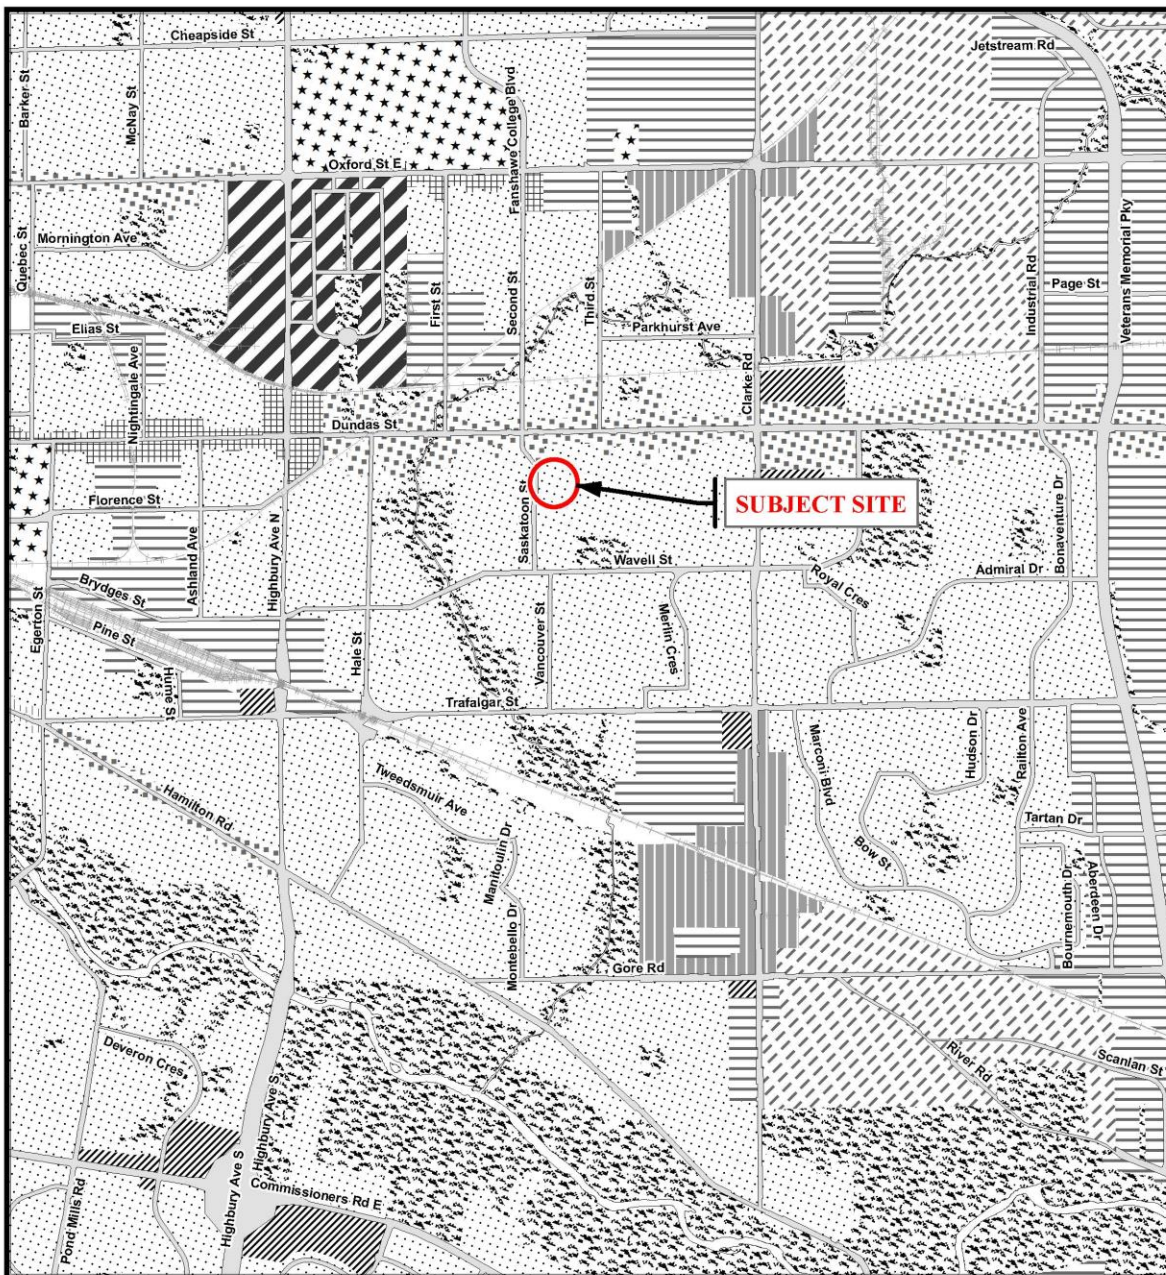 Cheapside St
Jetstream Rd
Barker St
McNay St
Fanshawe College Blvd
Oxford St E
Veterans Memorial Pky
Quebec St
Mornington Ave
First St
Second St
Third St
Industrial Rd
Page St
Elias St
Parkhurst Ave
Nightingale Ave
Clarke Rd
Dundas St
Florence St
Saskatoon St
SUBJECT SITE
Bonaventure Dr
Ashland Ave
Highbury Ave N
Wavell St
Royal Cres
Admiral Dr
Brydges St
Egerton St
Pine St
Hale St
Vancouver St
Merlin Cres
Hume St
Trafalgar St
Marconi Blvd
Hudson Dr
Railton Ave
Hamilton Rd
Tweedsmuir Ave
Manitoulin Dr
Tartan Dr
Bow St
Montebello Dr
Bournemouth Dr
Aberdeen Dr
Gore Rd
Deveron Cres
River Rd
Scanlan St
Highbury Ave S
Highbury Ave S
Commissioners Rd E
Pond Mills Rd